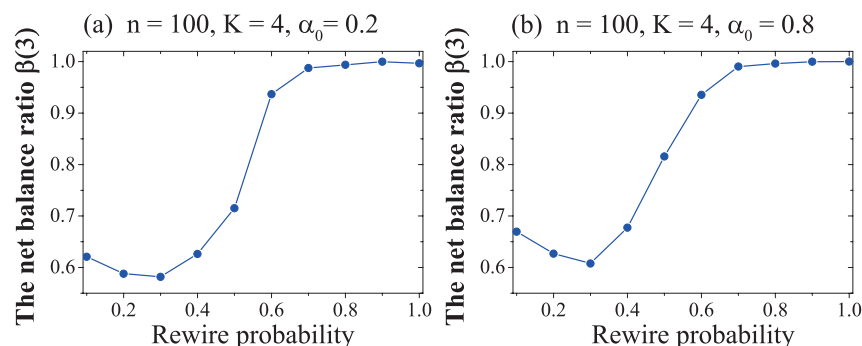 (a) n = 100, K = 4, α₀= 0.2
The net balance ratio β(3)
1.0
0.9
0.8
0.7
0.6
0.2 0.4 0.6 0.8 1.0
Rewire probability
(b) n = 100, K = 4, α₀= 0.8
The net balance ratio β(3)
1.0
0.9
0.8
0.7
0.6
0.2 0.4 0.6 0.8 1.0
Rewire probability